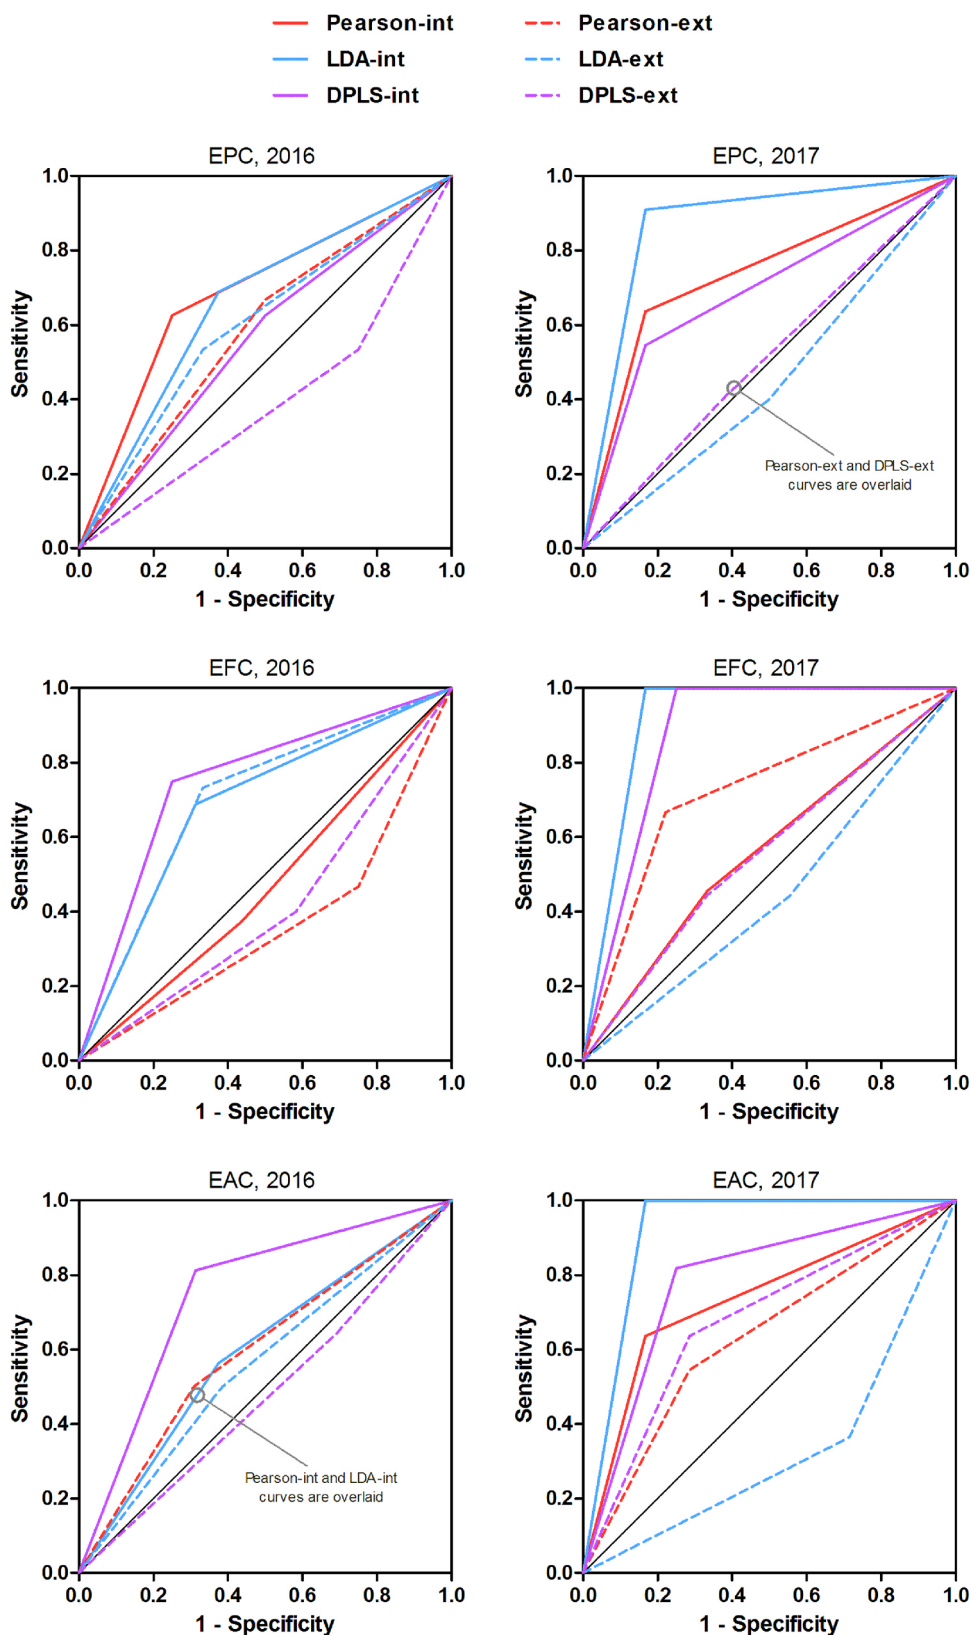 Pearson-int
Pearson-ext
LDA-int
LDA-ext
DPLS-int
DPLS-ext
EPC, 2016
1.0
0.8
0.6
0.4
0.2
0.0
Sensitivity
0.0 0.2 0.4 0.6 0.8 1.0
1 - Specificity
EPC, 2017
1.0
0.8
0.6
0.4
0.2
0.0
Sensitivity
Pearson-ext and DPLS-ext
curves are overlaid
0.0 0.2 0.4 0.6 0.8 1.0
1 - Specificity
EFC, 2016
1.0
0.8
0.6
0.4
0.2
0.0
Sensitivity
0.0 0.2 0.4 0.6 0.8 1.0
1 - Specificity
EFC, 2017
1.0
0.8
0.6
0.4
0.2
0.0
Sensitivity
0.0 0.2 0.4 0.6 0.8 1.0
1 - Specificity
EAC, 2016
1.0
0.8
0.6
0.4
0.2
0.0
Sensitivity
Pearson-int and LDA-int
curves are overlaid
0.0 0.2 0.4 0.6 0.8 1.0
1 - Specificity
EAC, 2017
1.0
0.8
0.6
0.4
0.2
0.0
Sensitivity
0.0 0.2 0.4 0.6 0.8 1.0
1 - Specificity